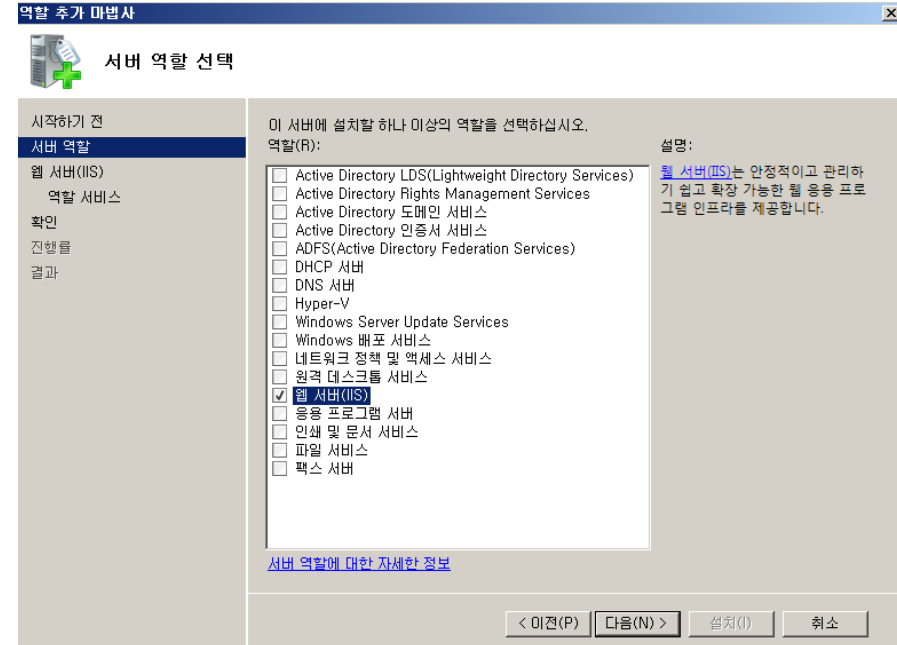 역할 추가 마법사
서버 역할 선택
시작하기 전
서버 역할
웹 서버(IIS)
역할 서비스
확인
진행률
결과
이 서버에 설치할 하나 이상의 역할을 선택하십시오.
역할(R):
Active Directory LDS(Lightweight Directory Services)
Active Directory Rights Management Services
Active Directory 도메인 서비스
Active Directory 인증서 서비스
ADFS(Active Directory Federation Services)
DHCP 서버
DNS 서버
Hyper-V
Windows Server Update Services
Windows 배포 서비스
네트워크 정책 및 액세스 서비스
원격 데스크톱 서비스
웹 서버(IIS)
응용 프로그램 서버
인쇄 및 문서 서비스
파일 서비스
팩스 서버
서버 역할에 대한 자세한 정보
설명:
웹 서버(IIS)는 안정적이고 관리하
기 쉽고 확장 가능한 웹 응용 프로
그램 인프라를 제공합니다.
< 이전(P)
다음(N) >
설치(I)
취소